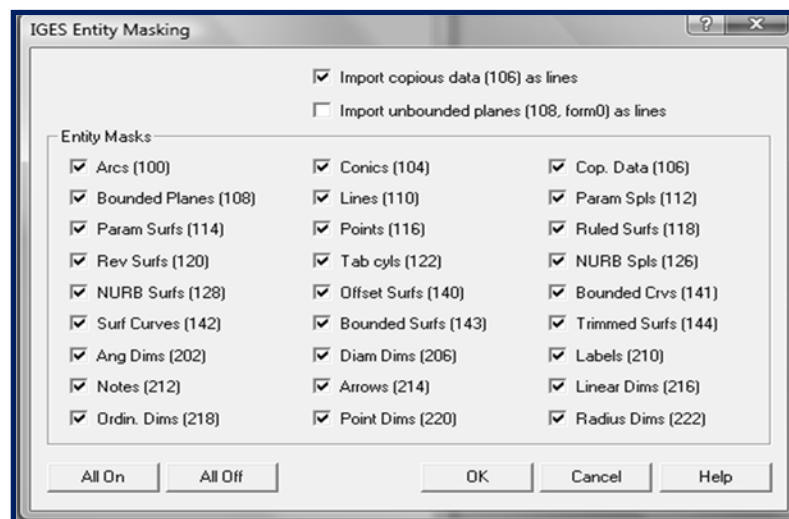 IGES Entity Masking
Import copious data (106) as lines
Import unbounded planes (108, form0) as lines
Entity Masks
Arcs (100) Conics (104) Cop. Data (106)
Bounded Planes (108) Lines (110) Param Spls (112)
Param Surfs (114) Points (116) Ruled Surfs (118)
Rev Surfs (120) Tab cyls (122) NURB Spls (126)
NURB Surfs (128) Offset Surfs (140) Bounded Crvs (141)
Surf Curves (142) Bounded Surfs (143) Trimmed Surfs (144)
Ang Dims (202) Diam Dims (206) Labels (210)
Notes (212) Arrows (214) Linear Dims (216)
Ordin. Dims (218) Point Dims (220) Radius Dims (222)
All On All Off OK Cancel Help